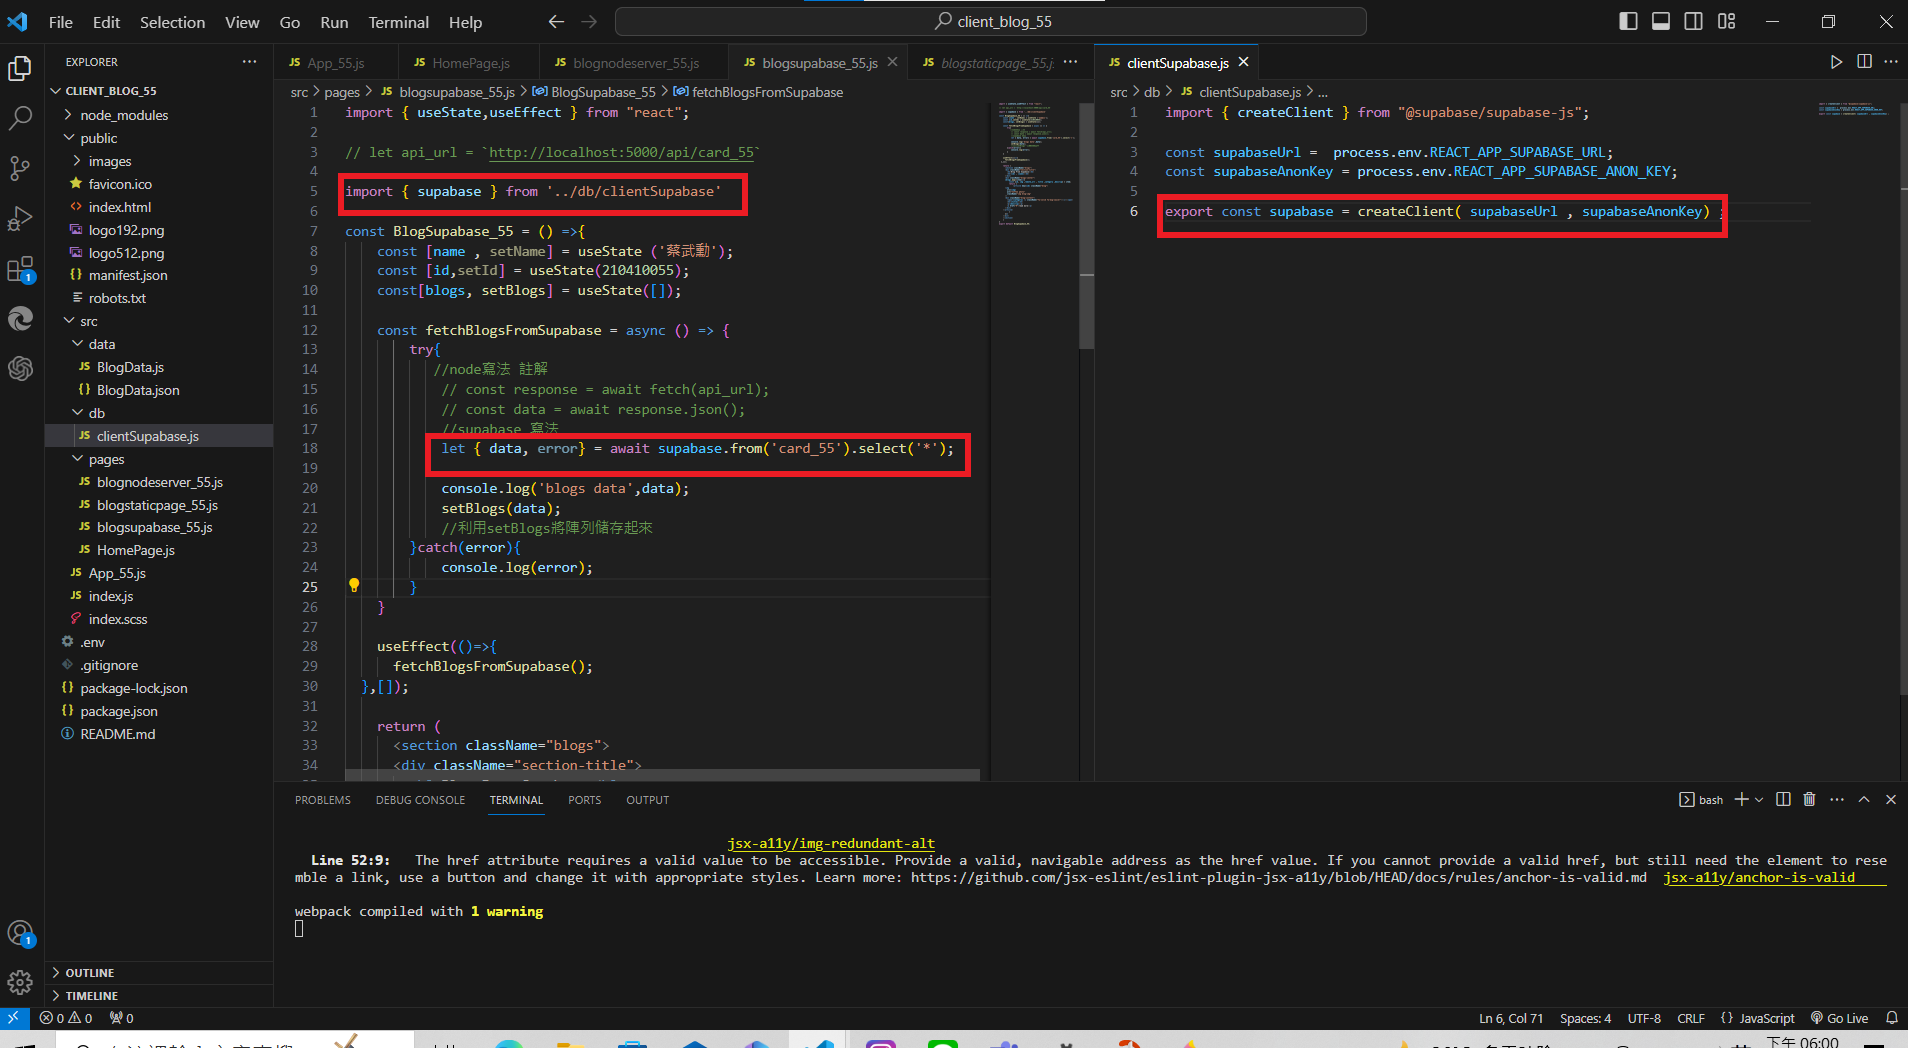 File Edit Selection View Go Run Terminal Help
client_blog_55
EXPLORER
CLIENT_BLOG_55
node_modules
public
images
favicon.ico
index.html
logo192.png
logo512.png
manifest.json
robots.txt
src
data
BlogData.js
BlogData.json
db
clientSupabase.js
pages
blognodeserver_55.js
blogstaticpage_55.js
blogsupabase_55.js
HomePage.js
App_55.js
index.js
index.scss
.env
.gitignore
package-lock.json
package.json
README.md
OUTLINE
TIMELINE
App_55.js HomePage.js blognodeserver_55.js blogsupabase_55.js blogstaticpage_55.j
src > pages > JS blogsupabase_55.js > BlogSupabase_55 > fetchBlogsFromSupabase
1 import { useState,useEffect } from "react";
2
3 // let api_url = `http://localhost:5000/api/card_55`
4
5 import { supabase } from '../db/clientSupabase'
6
7 const BlogSupabase_55 = () =>{
8 const [name , setName] = useState ('蔡武勳');
9 const [id,setId] = useState(210410055);
10 const[blogs, setBlogs] = useState([]);
11
12 const fetchBlogsFromSupabase = async () => {
13 try{
14 //node寫法 註解
15 // const response = await fetch(api_url);
16 // const data = await response.json();
17 //supabase 寫法
18 let { data, error} = await supabase.from('card_55').select('*');
19
20 console.log('blogs data',data);
21 setBlogs(data);
22 //利用setBlogs將陣列儲存起來
23 }catch(error){
24 console.log(error);
25 }
26 }
27
28 useEffect(()=>{
29 fetchBlogsFromSupabase();
30 },[]);
31
32 return (
33 <section className="blogs">
34 <div className="section-title">
JS clientSupabase.js
src > db > JS clientSupabase.js > ...
1 import { createClient } from "@supabase/supabase-js";
2
3 const supabaseUrl = process.env.REACT_APP_SUPABASE_URL;
4 const supabaseAnonKey = process.env.REACT_APP_SUPABASE_ANON_KEY;
5
6 export const supabase = createClient( supabaseUrl , supabaseAnonKey) ;
PROBLEMS DEBUG CONSOLE TERMINAL PORTS OUTPUT
bash
jsx-a11y/img-redundant-alt
Line 52:9: The href attribute requires a valid value to be accessible. Provide a valid, navigable address as the href value. If you cannot provide a valid href, but still need the element to rese
mble a link, use a button and change it with appropriate styles. Learn more: https://github.com/jsx-eslint/eslint-plugin-jsx-a11y/blob/HEAD/docs/rules/anchor-is-valid.md jsx-a11y/anchor-is-valid
webpack compiled with 1 warning
0 0 0
Ln 6, Col 71 Spaces: 4 UTF-8 CRLF {} JavaScript Go Live
下午 06:00